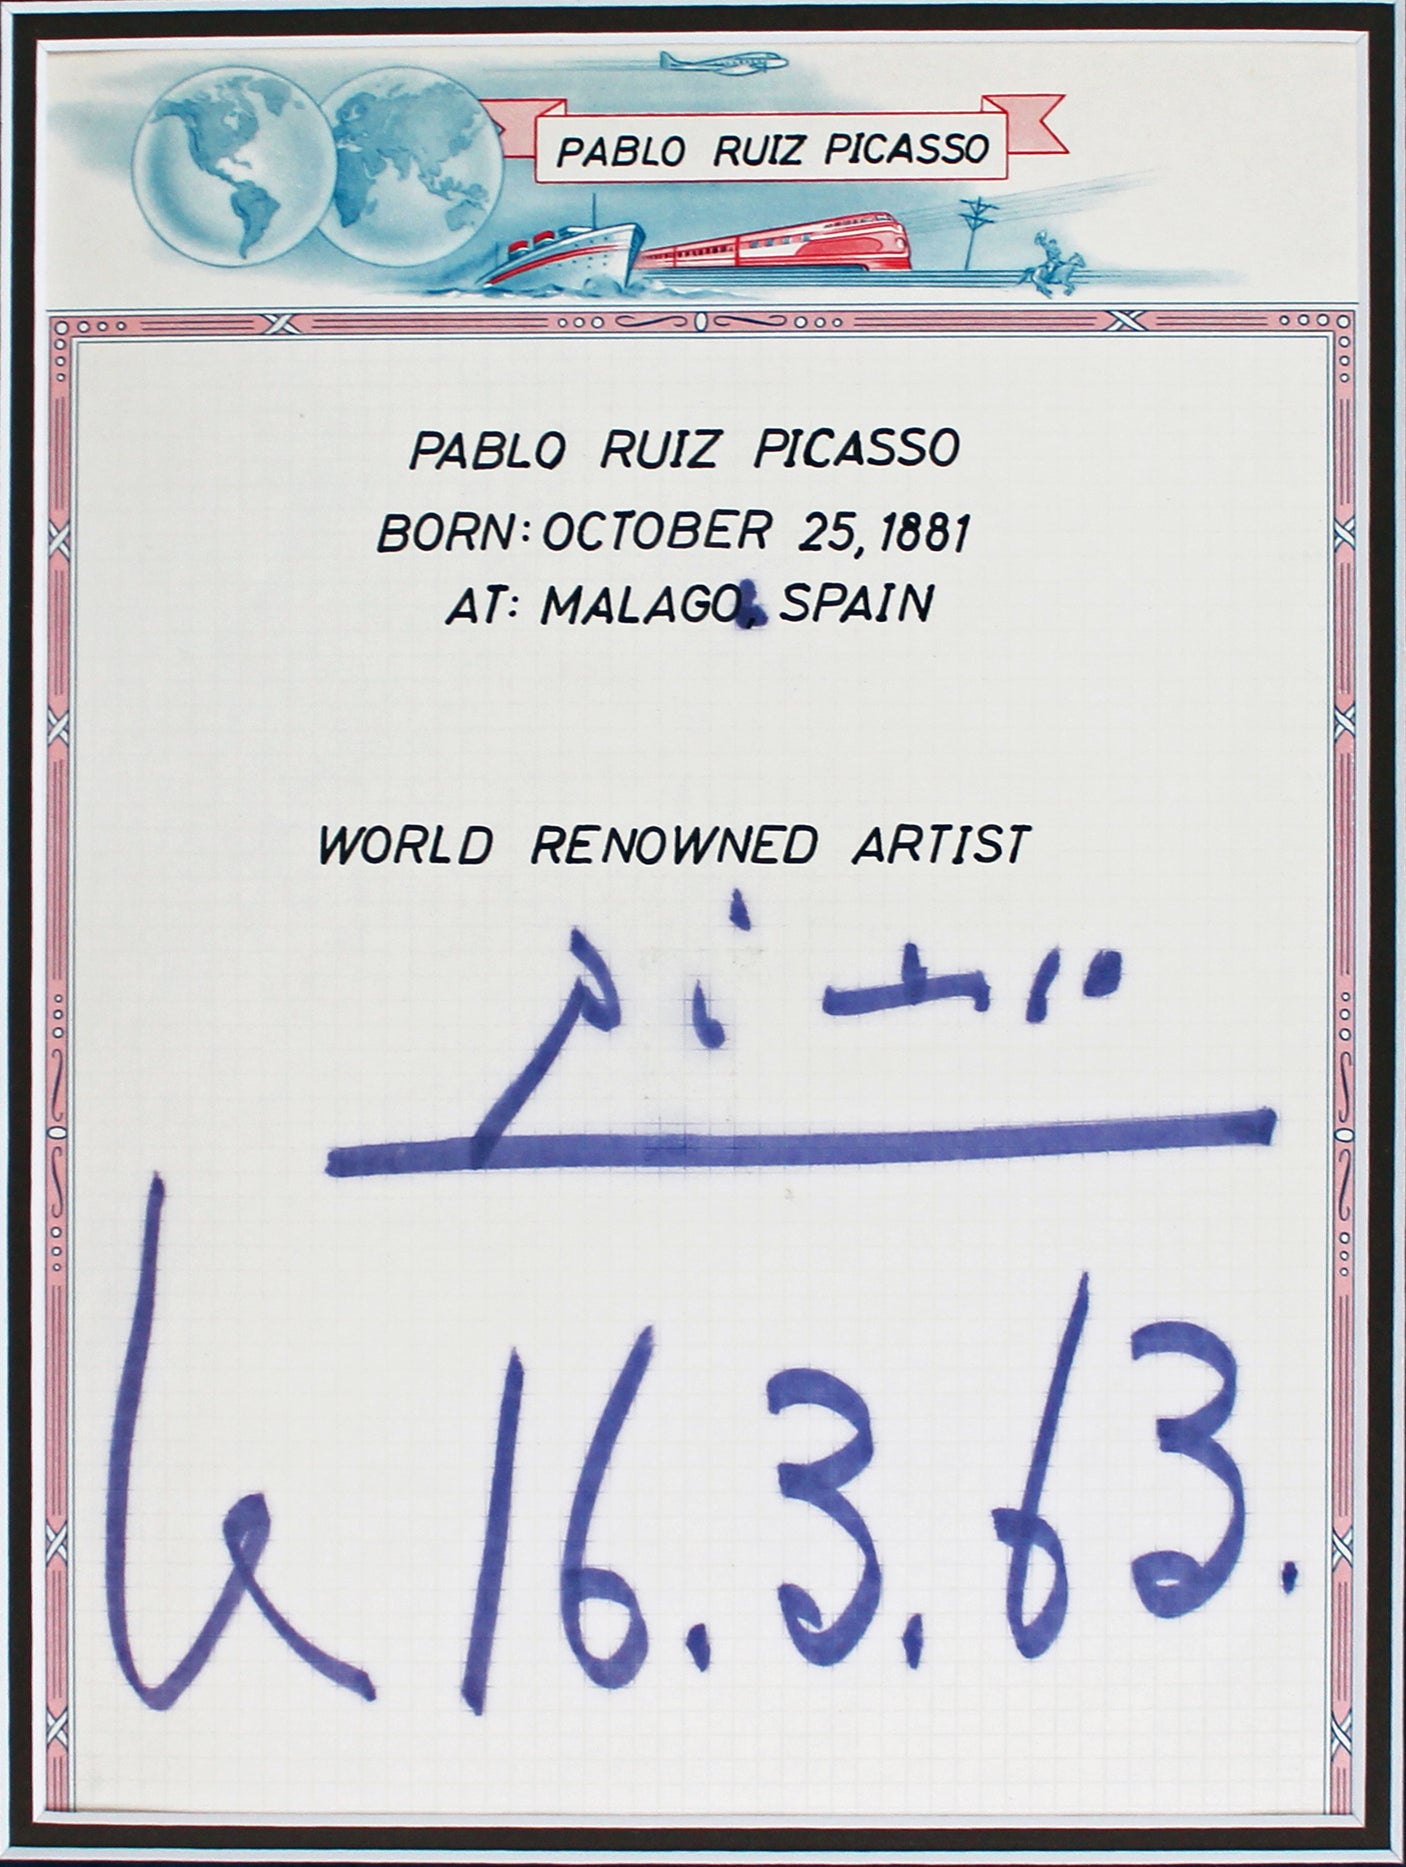 PABLO RUIZ PICASSO
PABLO RUIZ PICASSO
BORN: OCTOBER 25, 1881
AT: MALAGO, SPAIN
WORLD RENOWNED ARTIST
Picasso
le 16.3.63.